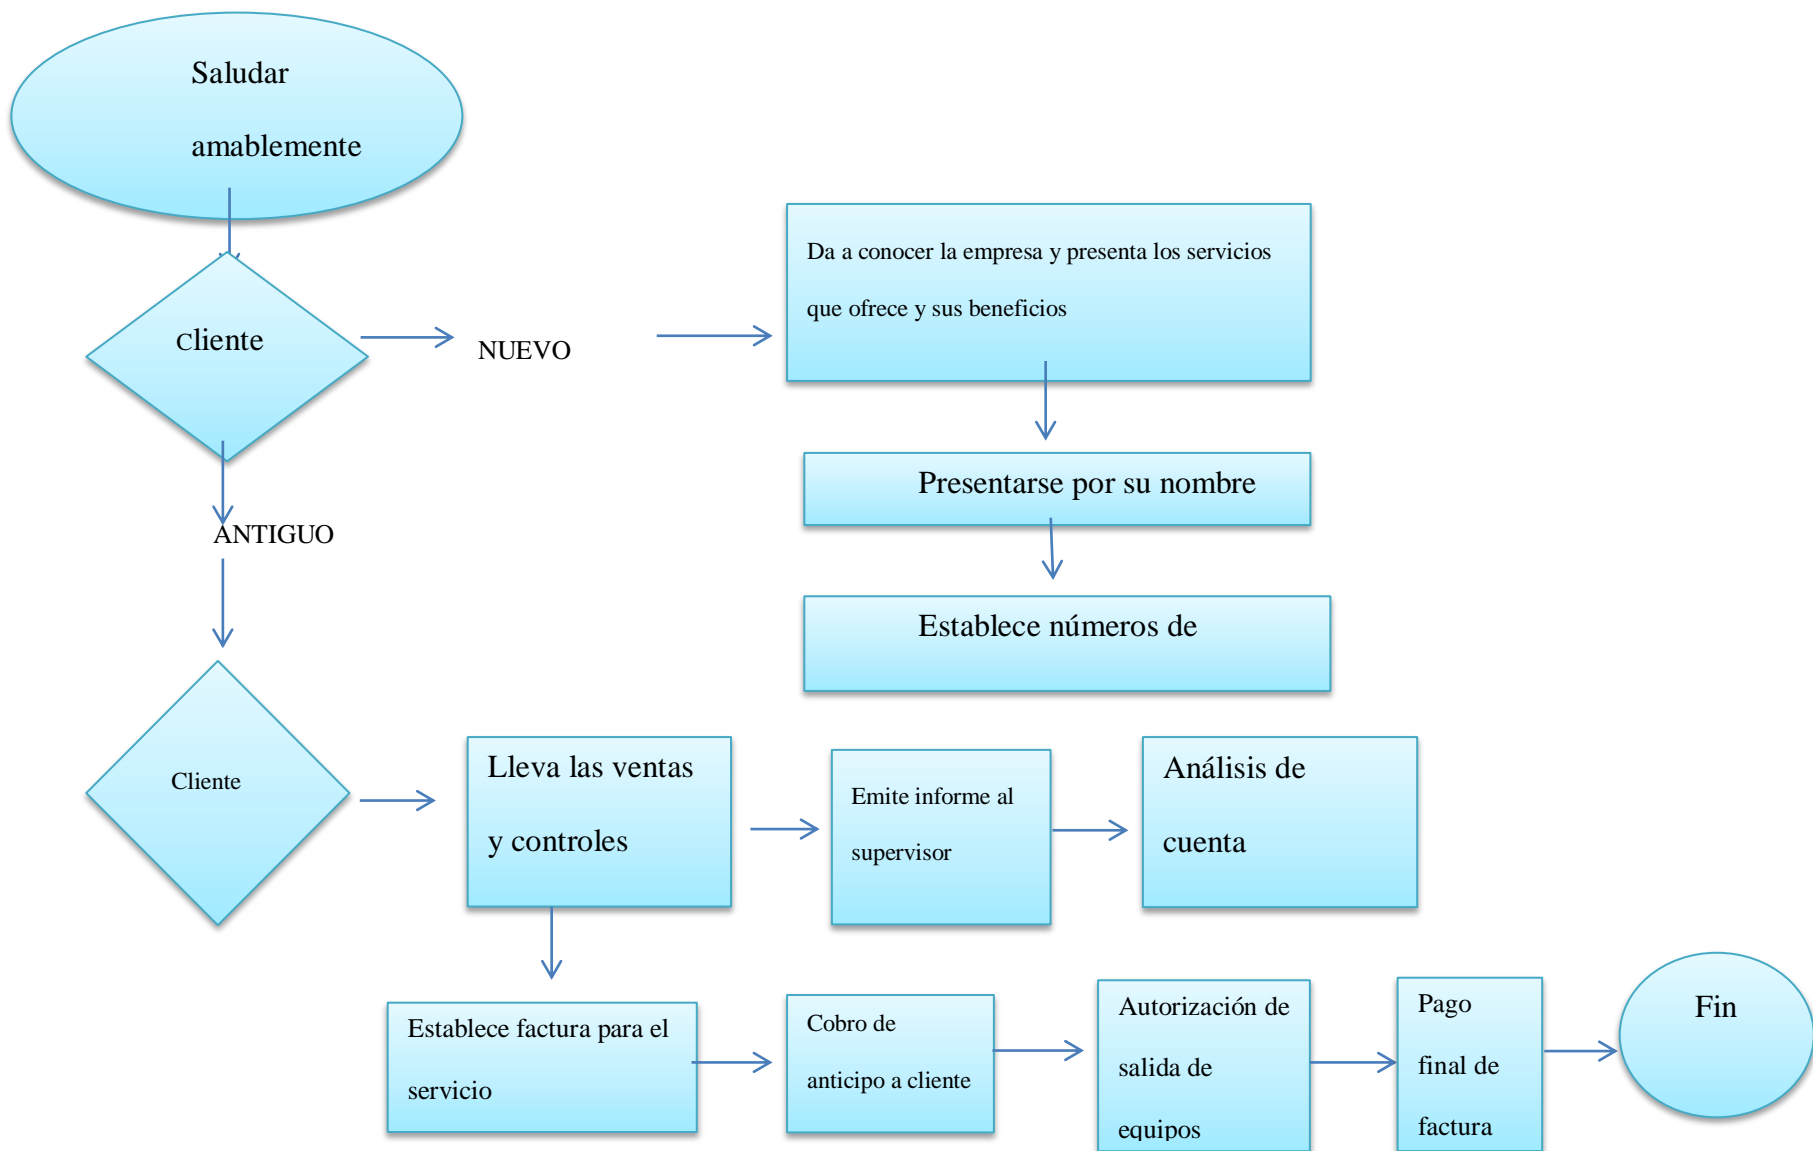 Saludar
amablemente
Da a conocer la empresa y presenta los servicios
que ofrece y sus beneficios
Cliente
NUEVO
Presentarse por su nombre
ANTIGUO
Establece números de
Cliente
Lleva las ventas
y controles
Emite informe al
supervisor
Análisis de
cuenta
Establece factura para el
servicio
Cobro de
anticipo a cliente
Autorización de
salida de
equipos
Pago
final de
factura
Fin